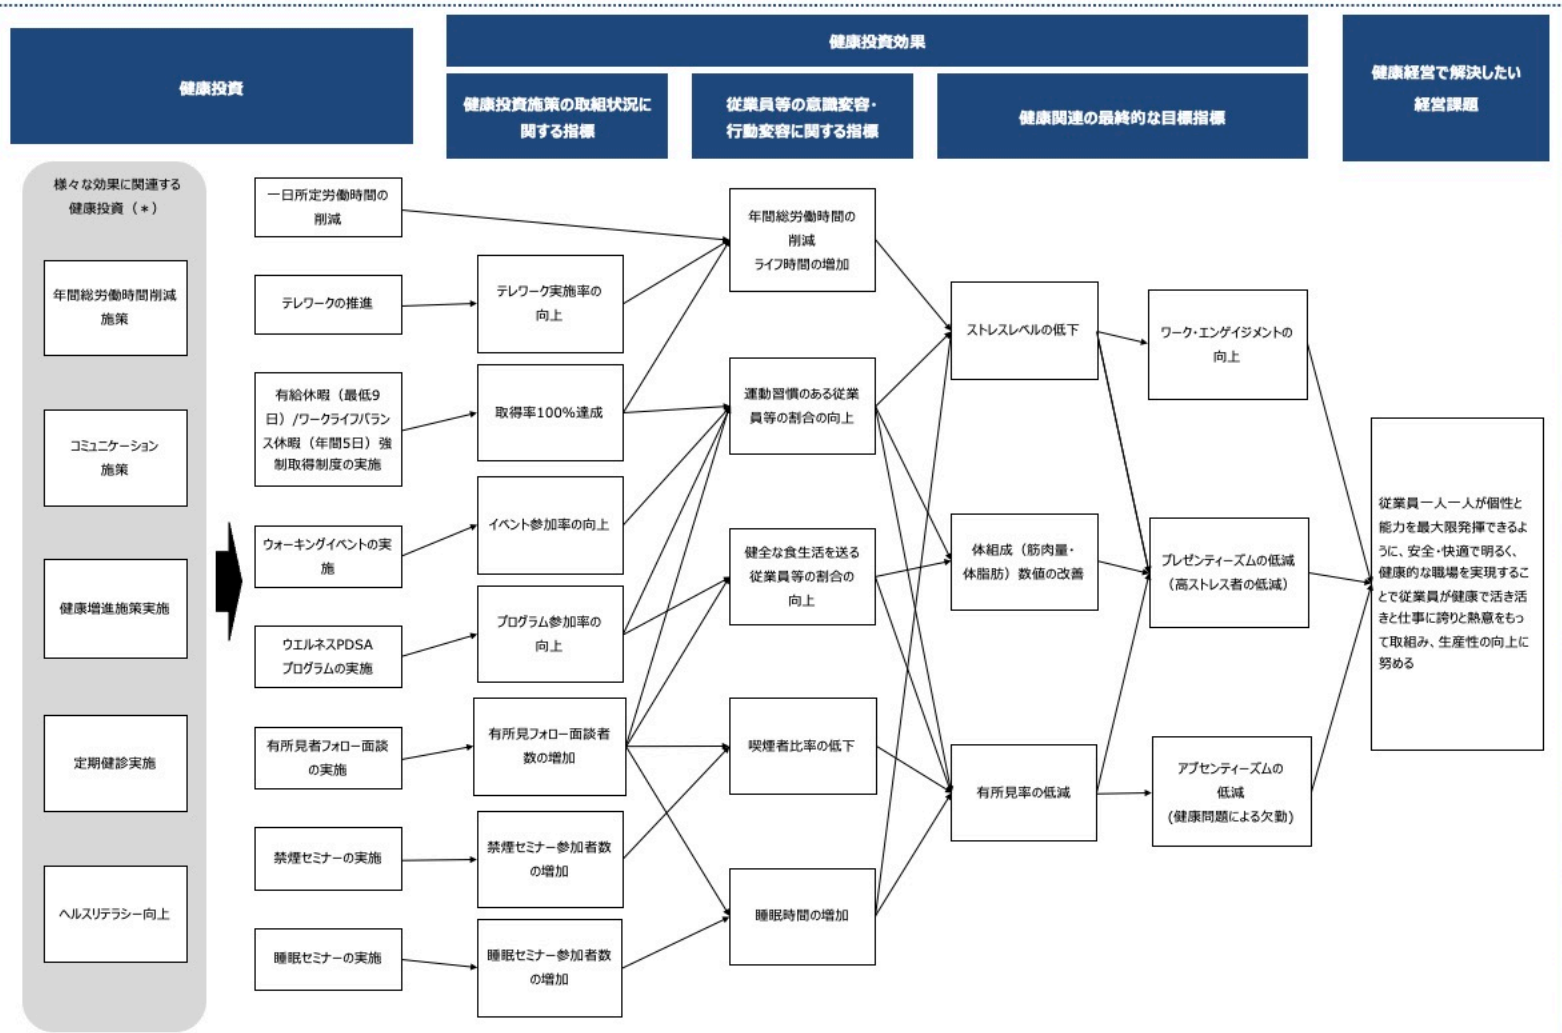 健康投資
健康投資効果
健康投資施策の取組状況に
関する指標
従業員等の意識変容・
行動変容に関する指標
健康関連の最終的な目標指標
健康経営で解決したい
経営課題
様々な効果に関連する
健康投資（＊）
年間総労働時間削減
施策
コミュニケーション
施策
健康増進施策実施
定期健診実施
ヘルスリテラシー向上
一日所定労働時間の
削減
テレワークの推進
有給休暇（最低9
日）/ワークライフバラン
ス休暇（年間5日）強
制取得制度の実施
ウォーキングイベントの実
施
ウエルネスPDSA
プログラムの実施
有所見者フォロー面談
の実施
禁煙セミナーの実施
睡眠セミナーの実施
テレワーク実施率の
向上
取得率100%達成
イベント参加率の向上
プログラム参加率の
向上
有所見フォロー面談者
数の増加
禁煙セミナー参加者数
の増加
睡眠セミナー参加者数
の増加
年間総労働時間の
削減
ライフ時間の増加
運動習慣のある従業
員等の割合の向上
健全な食生活を送る
従業員等の割合の
向上
喫煙者比率の低下
睡眠時間の増加
ストレスレベルの低下
体組成（筋肉量・
体脂肪）数値の改善
有所見率の低減
ワーク・エンゲイジメントの
向上
プレゼンティーズムの低減
（高ストレス者の低減）
アブセンティーズムの
低減
(健康問題による欠勤)
従業員一人一人が個性と
能力を最大限発揮できるよ
うに、安全・快適で明るく、
健康的な職場を実現するこ
とで従業員が健康で活き活
きと仕事に誇りと熱意をもっ
て取組み、生産性の向上に
努める